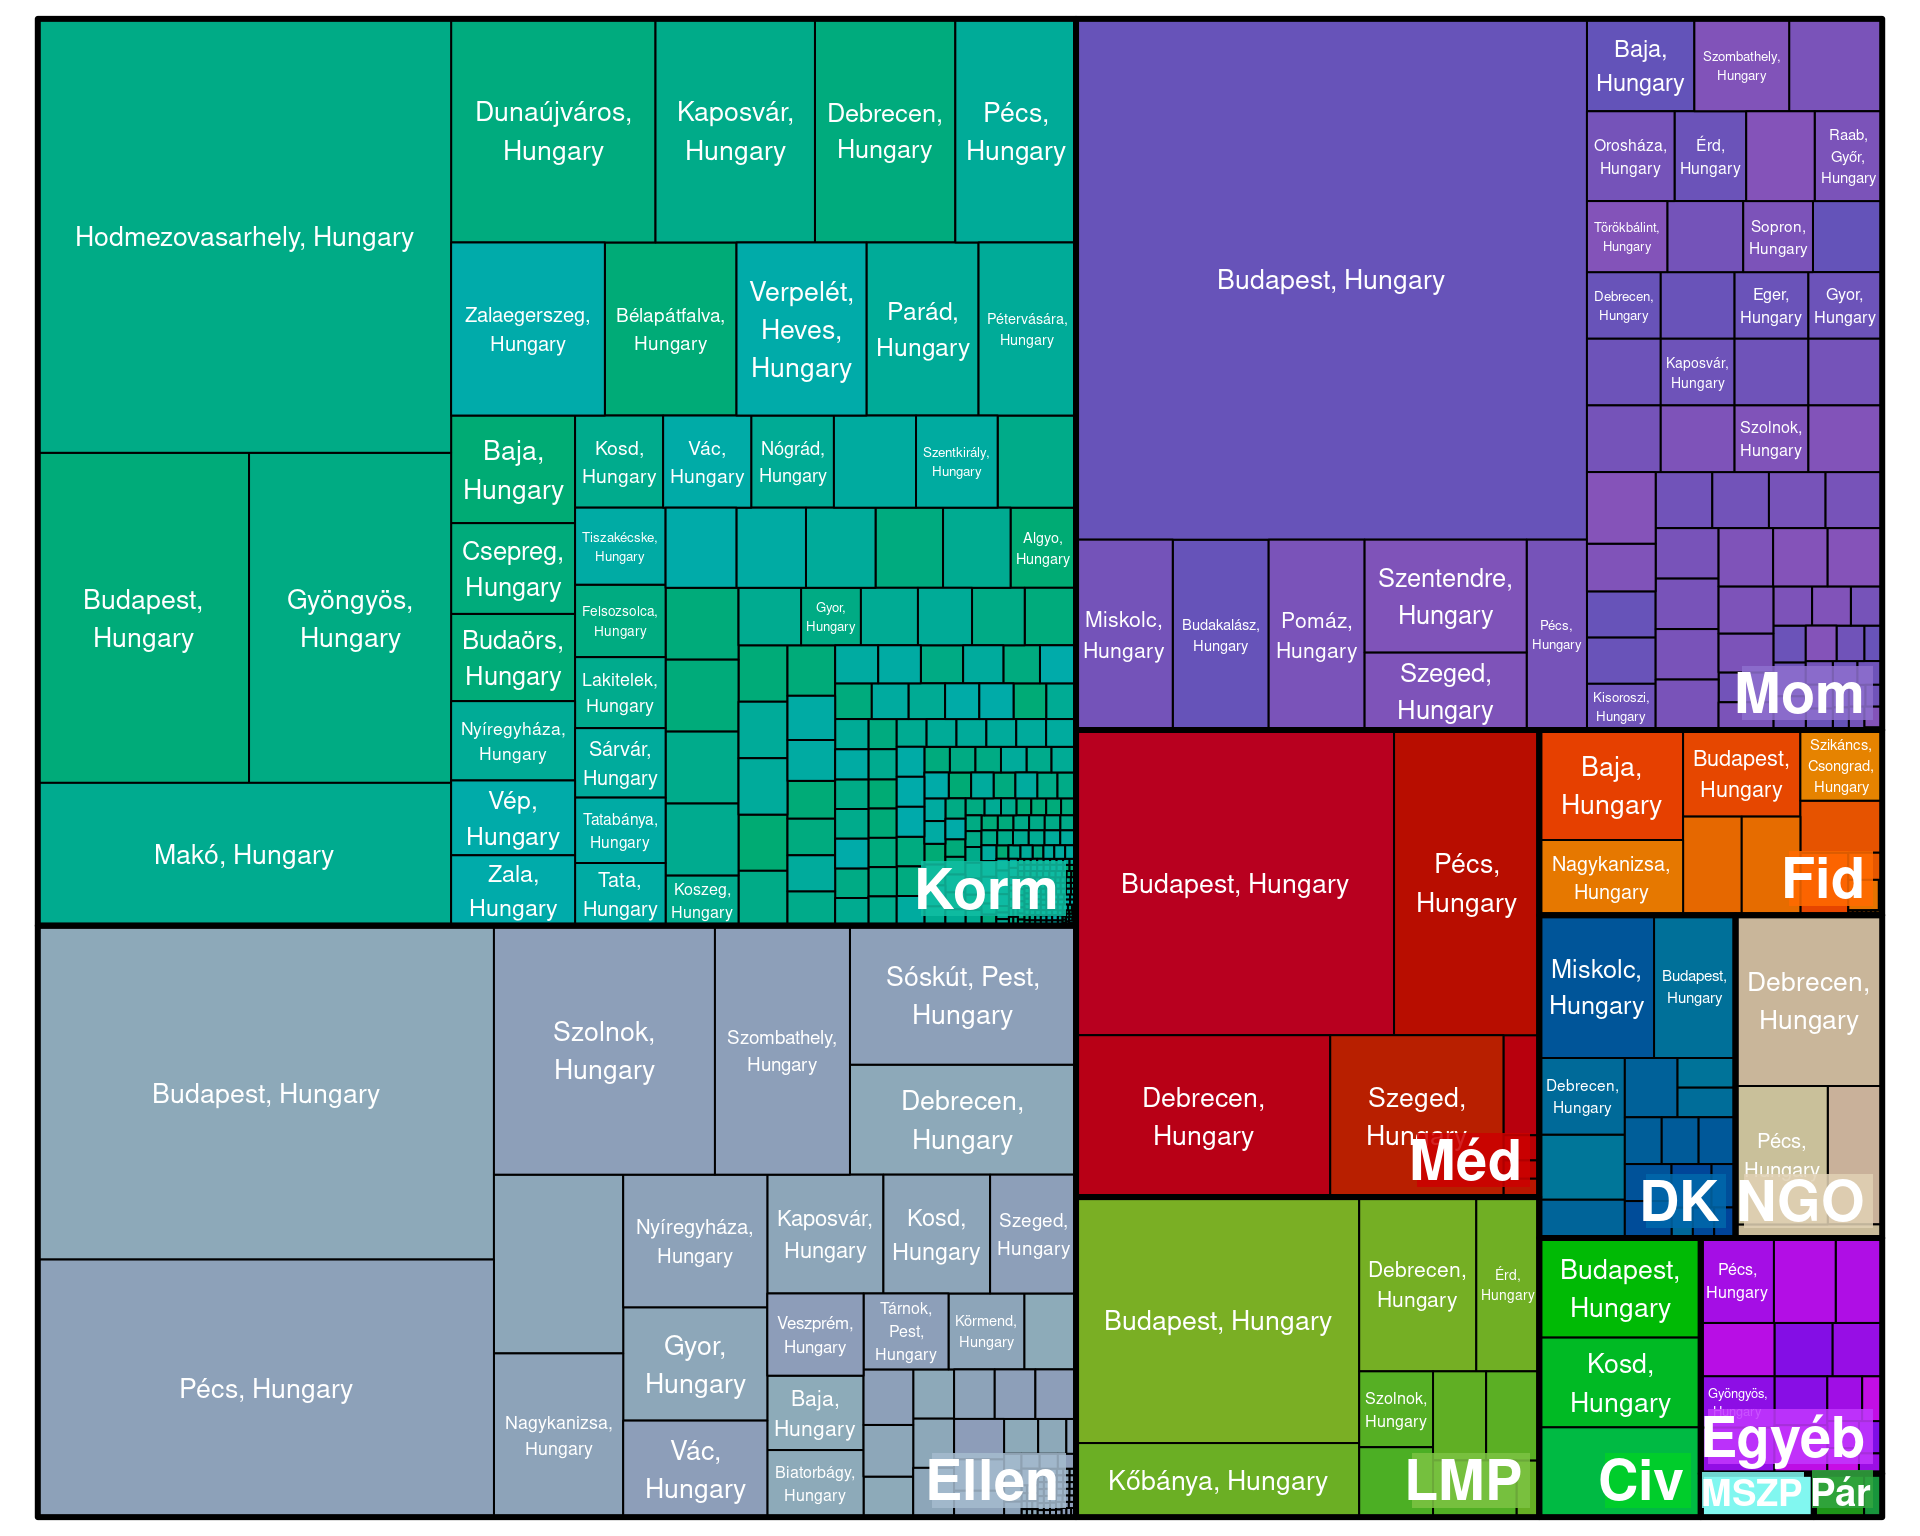 Hodmezovasarhely, Hungary
Budapest,
Hungary
Gyöngyös,
Hungary
Makó, Hungary
Dunaújváros,
Hungary
Kaposvár,
Hungary
Debrecen,
Hungary
Pécs,
Hungary
Zalaegerszeg,
Hungary
Bélapátfalva,
Hungary
Verpelét,
Heves,
Hungary
Parád,
Hungary
Pétervására,
Hungary
Baja,
Hungary
Csepreg,
Hungary
Budaörs,
Hungary
Nyíregyháza,
Hungary
Vép,
Hungary
Zala,
Hungary
Kosd,
Hungary
Vác,
Hungary
Nógrád,
Hungary
Szentkirály,
Hungary
Tiszakécske,
Hungary
Algyo,
Hungary
Felsozsolca,
Hungary
Gyor,
Hungary
Lakitelek,
Hungary
Sárvár,
Hungary
Tatabánya,
Hungary
Tata,
Hungary
Koszeg,
Hungary
Korm
Budapest, Hungary
Miskolc,
Hungary
Budakalász,
Hungary
Pomáz,
Hungary
Szentendre,
Hungary
Szeged,
Hungary
Pécs,
Hungary
Baja,
Hungary
Szombathely,
Hungary
Orosháza,
Hungary
Érd,
Hungary
Raab,
Győr,
Hungary
Törökbálint,
Hungary
Sopron,
Hungary
Debrecen,
Hungary
Eger,
Hungary
Gyor,
Hungary
Kaposvár,
Hungary
Szolnok,
Hungary
Kisoroszi,
Hungary
Mom
Budapest, Hungary
Pécs, Hungary
Szolnok,
Hungary
Szombathely,
Hungary
Sóskút, Pest,
Hungary
Debrecen,
Hungary
Nyíregyháza,
Hungary
Kaposvár,
Hungary
Kosd,
Hungary
Szeged,
Hungary
Gyor,
Hungary
Veszprém,
Hungary
Tárnok,
Pest,
Hungary
Körmend,
Hungary
Nagykanizsa,
Hungary
Vác,
Hungary
Baja,
Hungary
Biatorbágy,
Hungary
Ellen
Budapest, Hungary
Pécs,
Hungary
Debrecen,
Hungary
Szeged,
Hungary
Méd
Budapest, Hungary
Kőbánya, Hungary
Debrecen,
Hungary
Érd,
Hungary
Szolnok,
Hungary
LMP
Baja,
Hungary
Budapest,
Hungary
Szikáncs,
Csongrad,
Hungary
Nagykanizsa,
Hungary
Fid
Miskolc,
Hungary
Budapest,
Hungary
Debrecen,
Hungary
DK
Debrecen,
Hungary
Pécs,
Hungary
NGO
Budapest,
Hungary
Kosd,
Hungary
Civ
Pécs,
Hungary
Gyöngyös,
Hungary
Egyéb
MSZP
Pár